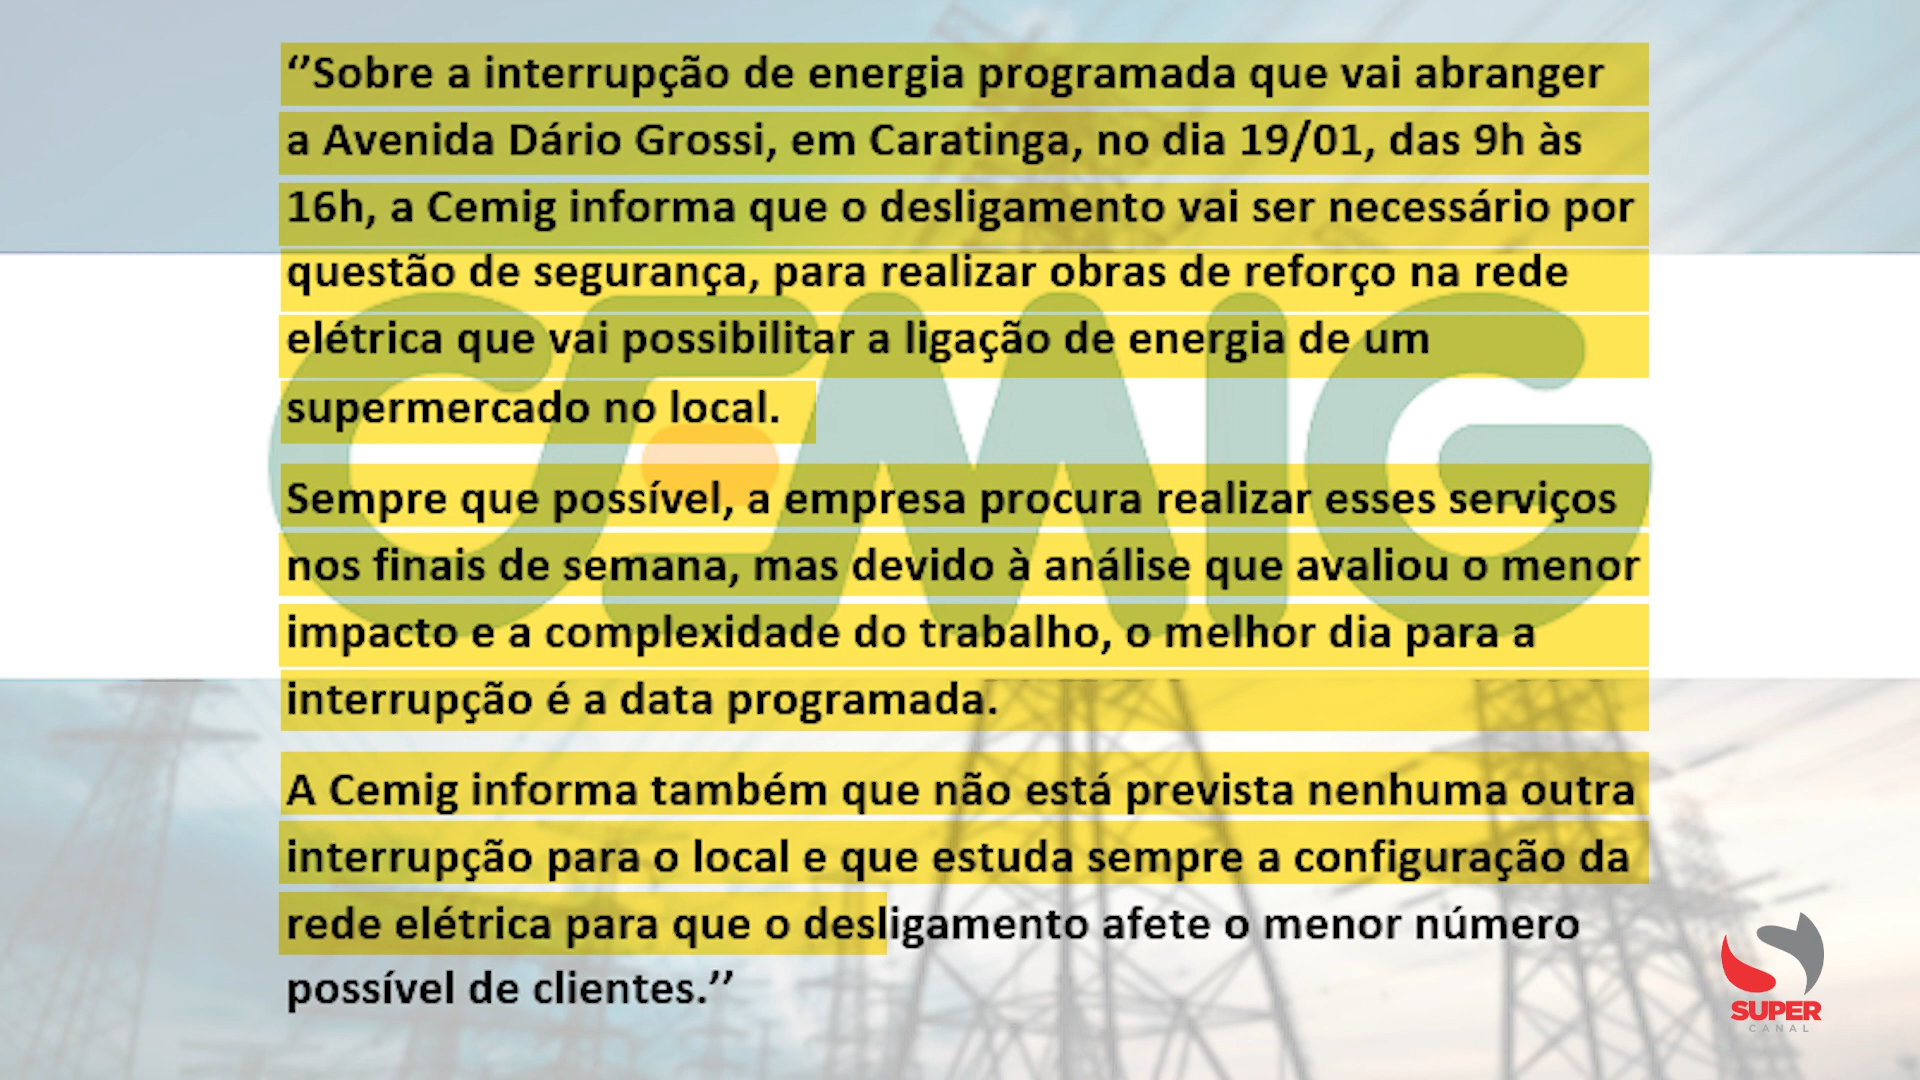 ‘’Sobre a interrupção de energia programada que vai abranger
a Avenida Dário Grossi, em Caratinga, no dia 19/01, das 9h às
16h, a Cemig informa que o desligamento vai ser necessário por
questão de segurança, para realizar obras de reforço na rede
elétrica que vai possibilitar a ligação de energia de um
supermercado no local.
CEMIG
Sempre que possível, a empresa procura realizar esses serviços
nos finais de semana, mas devido à análise que avaliou o menor
impacto e a complexidade do trabalho, o melhor dia para a
interrupção é a data programada.
A Cemig informa também que não está prevista nenhuma outra
interrupção para o local e que estuda sempre a configuração da
rede elétrica para que o desligamento afete o menor número
possível de clientes.’’
SUPER
CANAL